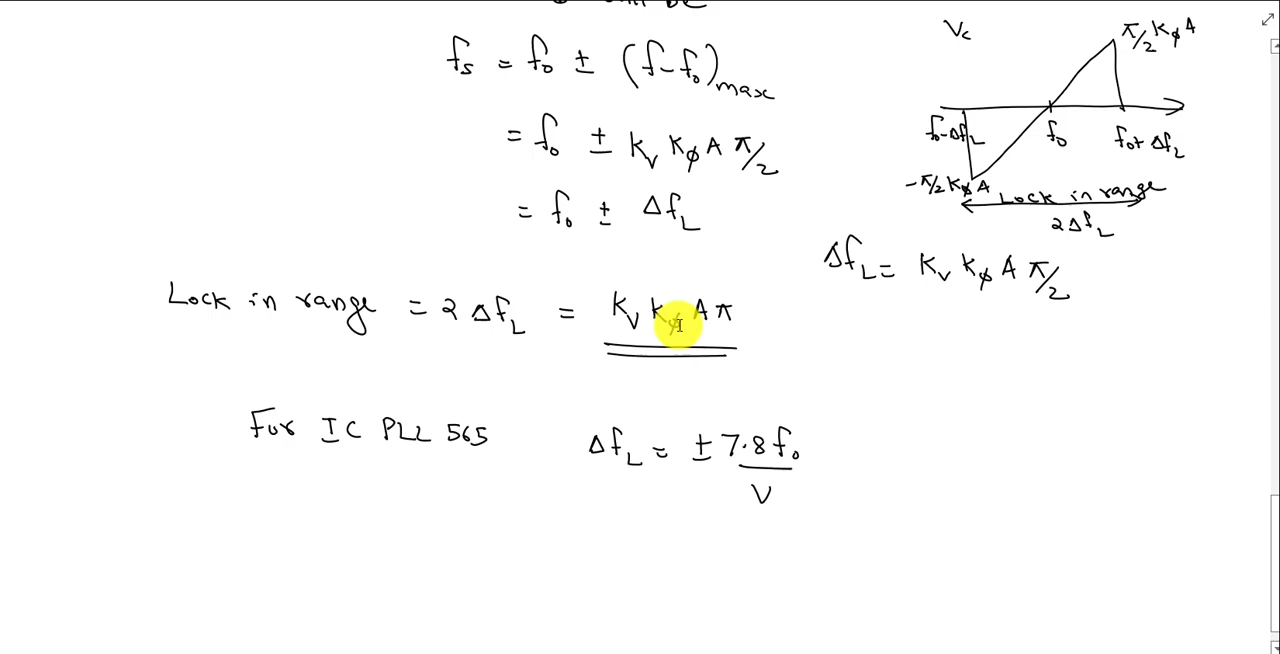 fs = fo ± (f-fo)max
= fo ± Kv Kφ A π/2
= fo ± ΔfL
Vc
π/2 Kφ A
fo-ΔfL
fo
fo+ ΔfL
-π/2 Kφ A
Lock in range
2ΔfL
ΔfL = Kv Kφ A π/2
Lock in range = 2 ΔfL = Kv Kφ A π
For IC PLL 565
ΔfL = ± 7.8 fo / V